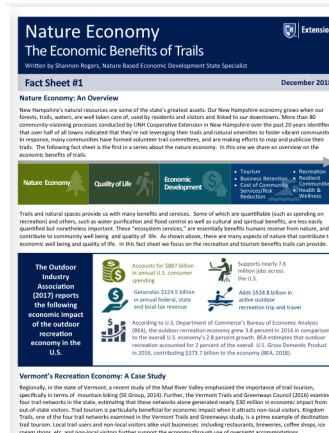 Nature Economy
The Economic Benefits of Trails
Written by Shannon Rogers, Nature Based Economic Development State Specialist
Extension
Fact Sheet #1
December 2018
Nature Economy: An Overview
New Hampshire's natural resources are some of the state's greatest assets. Our New Hampshire economy grows when our
forests, trails, waters, are well taken care of, used by residents and visitors and linked to our downtowns. More than 80
community-visioning processes conducted by UNH Cooperative Extension in New Hampshire over the past 20 years identified
that over half of all towns indicated that they're not leveraging their trails and natural amenities to foster vibrant communities.
In response, many communities have formed volunteer trail committees, and are making efforts to map and publicize their
trails. The following fact sheet is the first in a series about the nature economy. In this one we share an overview on the
economic benefits of trails.
Nature Economy
Quality of Life
Economic
Development
• Tourism
• Business Retention
• Cost of Community
Services/Risk
Reduction
• Recreation
• Resilient
Communities
• Health &
Wellness
Trails and natural spaces provide us with many benefits and services. Some of which are quantifiable (such as spending on
recreation) and others, such as water purification and flood control as well as cultural and spiritual benefits, are less easily
quantified but nonetheless important. These "ecosystem services," are essentially benefits humans receive from nature, and
contribute to community well being and quality of life. As shown above, there are many aspects of nature that contribute to
economic well being and quality of life. In this fact sheet we focus on the recreation and tourism benefits trails can provide.
The Outdoor
Industry
Association
(2017) reports
the following
economic impact
of the outdoor
recreation
economy in the
U.S.
Accounts for $887 billion
in annual U.S. consumer
spending
Supports nearly 7.6
million jobs across
the U.S.
Generates $124.5 billion
in annual federal, state
and local tax revenue
Adds $524.8 billion in
active outdoor
recreation trip and travel
According to U.S. Department of Commerce's Bureau of Economic Analysis
(BEA), the outdoor recreation economy grew 3.8 percent in 2016 in comparison
to the overall U.S. economy's 2.8 percent growth. BEA estimates that outdoor
recreation accounted for 2 percent of the overall U.S. Gross Domestic Product
in 2016, contributing $373.7 billion to the economy (BEA, 2018).
Vermont's Recreation Economy: A Case Study
Regionally, in the state of Vermont, a recent study of the Mad River Valley emphasized the importance of trail tourism,
specifically in terms of mountain biking (SE Group, 2014). Further, the Vermont Trails and Greenways Council (2016) examined
four trail networks in the state, estimating that these networks alone generated nearly $30 million in economic impact from
out-of-state visitors. Trail tourism is particularly beneficial for economic impact when it attracts non-local visitors. Kingdom
Trails, one of the four trail networks examined in the Vermont Trails and Greenways study, is a prime example of destination
trail tourism. Local trail users and non-local visitors alike visit businesses including restaurants, breweries, coffee shops, ice
cream shops, etc. and non-local visitors further support the economy through use of overnight accommodations.